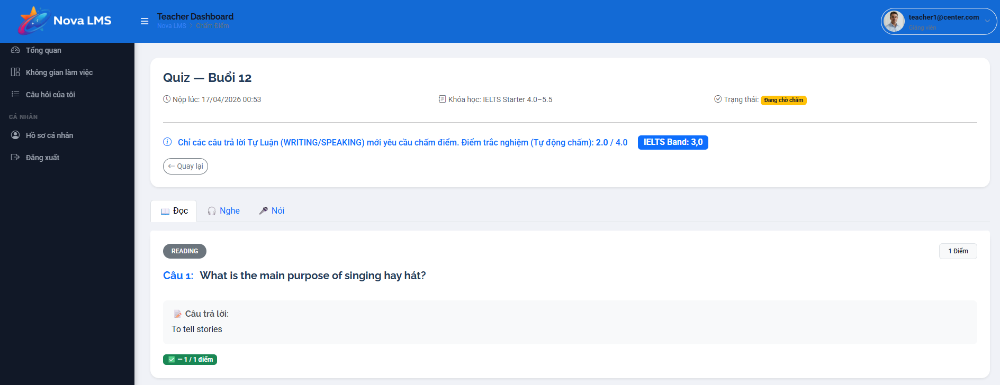 Nova LMS
Teacher Dashboard
Nova LMS > Chấm Điểm
teacher1@center.com
Giảng viên
Tổng quan
Không gian làm việc
Câu hỏi của tôi
CÁ NHÂN
Hồ sơ cá nhân
Đăng xuất
Quiz — Buổi 12
Nộp lúc: 17/04/2026 00:53
Khóa học: IELTS Starter 4.0–5.5
Trạng thái: Đang chờ chấm
Chỉ các câu trả lời Tự Luận (WRITING/SPEAKING) mới yêu cầu chấm điểm. Điểm trắc nghiệm (Tự động chấm): 2.0 / 4.0
IELTS Band: 3,0
← Quay lại
Đọc
Nghe
Nói
READING
1 Điểm
Câu 1: What is the main purpose of singing hay hát?
Câu trả lời:
To tell stories
— 1 / 1 điểm